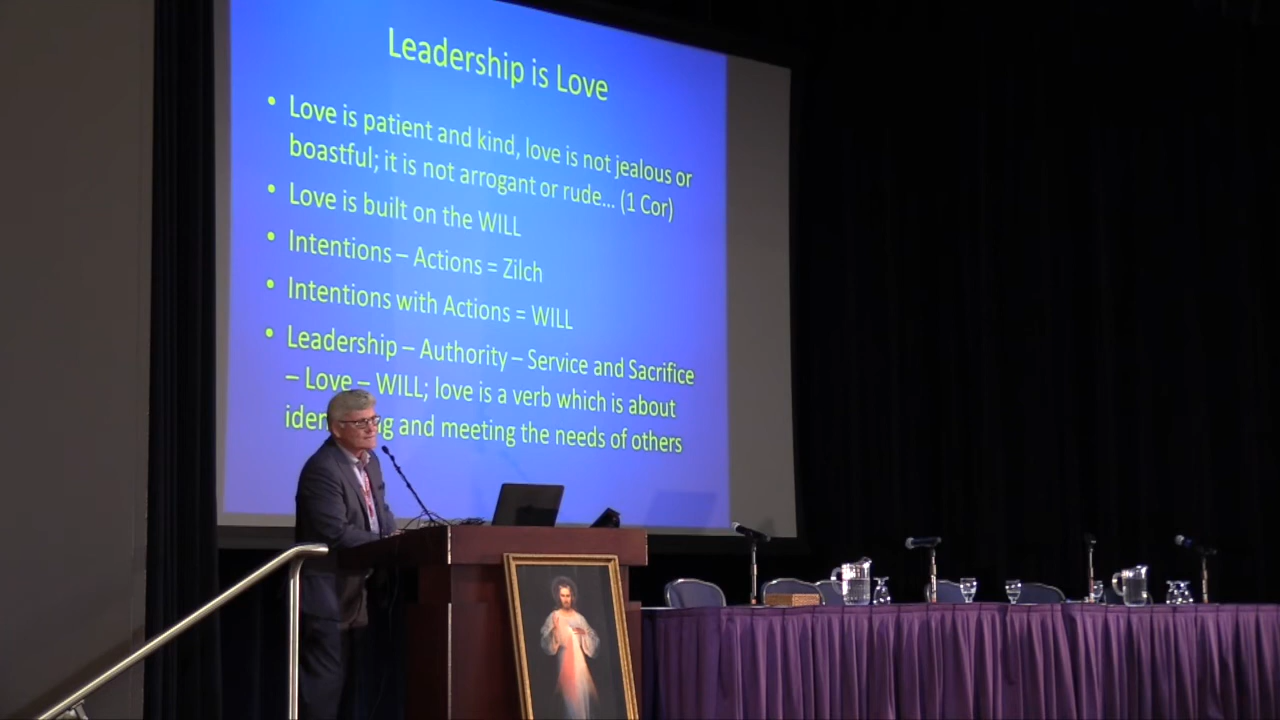 Leadership is Love
• Love is patient and kind, love is not jealous or
boastful; it is not arrogant or rude... (1 Cor)
• Love is built on the WILL
• Intentions – Actions = Zilch
• Intentions with Actions = WILL
• Leadership – Authority – Service and Sacrifice
– Love – WILL; love is a verb which is about
and meeting the needs of others